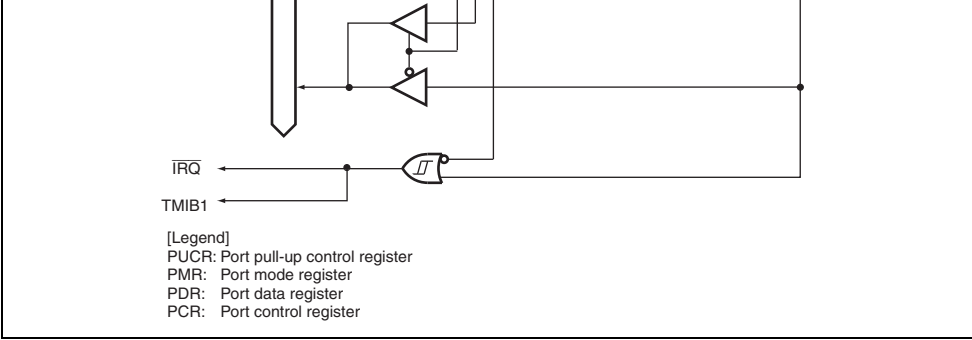 IRQ
TMIB1
[Legend]
PUCR: Port pull-up control register
PMR: Port mode register
PDR: Port data register
PCR: Port control register